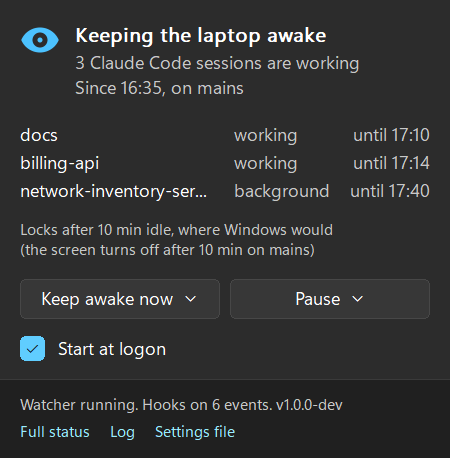 Keeping the laptop awake
3 Claude Code sessions are working
Since 16:35, on mains
docs working until 17:10
billing-api working until 17:14
network-inventory-ser... background until 17:40
Locks after 10 min idle, where Windows would
(the screen turns off after 10 min on mains)
Keep awake now Pause
Start at logon
Watcher running. Hooks on 6 events. v1.0.0-dev
Full status Log Settings file